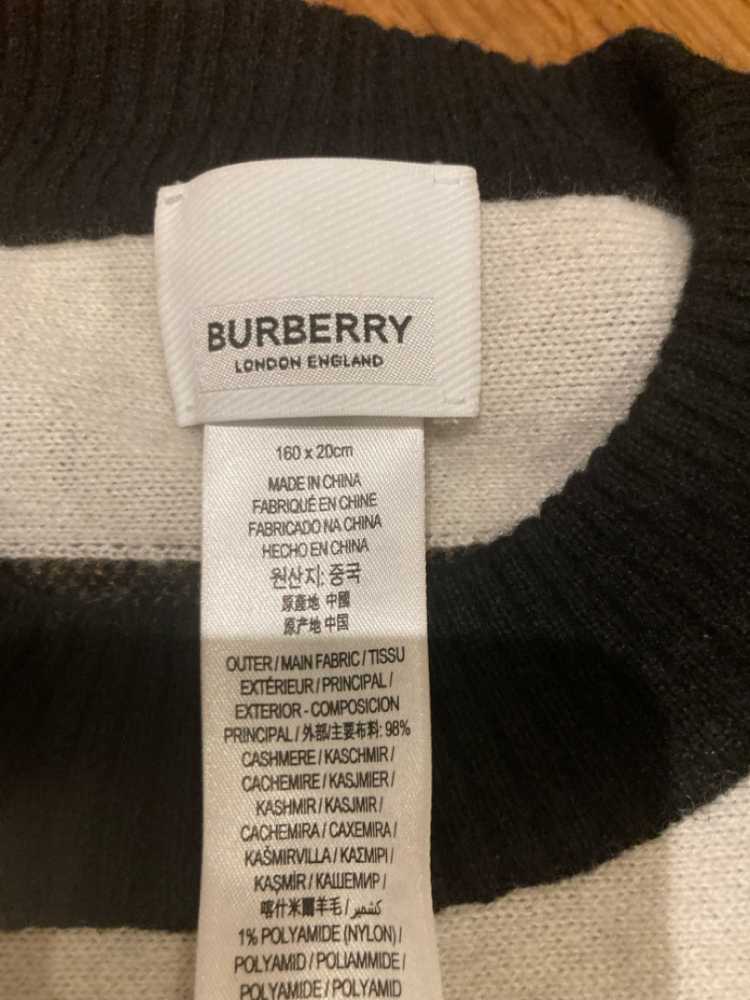 BURBERRY
LONDON ENGLAND
160 x 20cm
MADE IN CHINA
FABRIQUÉ EN CHINE
FABRICADO NA CHINA
HECHO EN CHINA
원산지: 중국
原產地 中國
原产地 中国
OUTER / MAIN FABRIC / TISSU
EXTÉRIEUR / PRINCIPAL /
EXTERIOR - COMPOSICION
PRINCIPAL / 外部/主要布料: 98%
CASHMERE / KASCHMIR /
CACHEMIRE / KASJMIER /
KASHMIR / KASJMIR /
CACHEMIRA / CAXEMIRA /
KAŠMIRVILLA / ΚΑΣΜΙΡΙ /
KAŞMİR / КАШЕМИР /
喀什米爾羊毛 / كشمير /
1% POLYAMIDE (NYLON) /
POLYAMID / POLIAMMIDE /
POLYAMIDE / POLYAMID